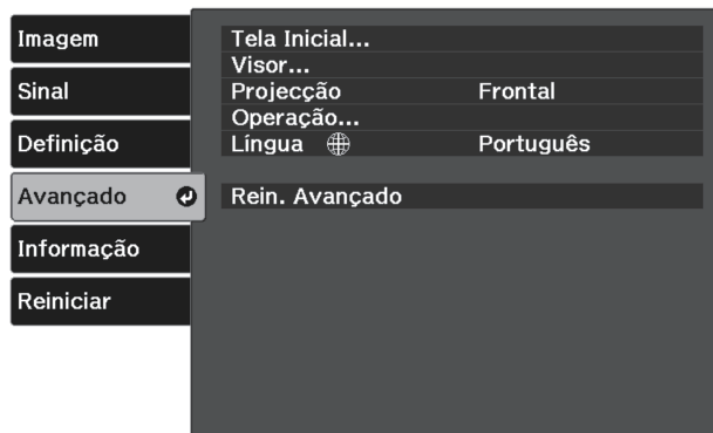 Imagem
Sinal
Definição
Avançado
Informação
Reiniciar
Tela Inicial...
Visor...
Projecção Frontal
Operação...
Língua Português
Rein. Avançado